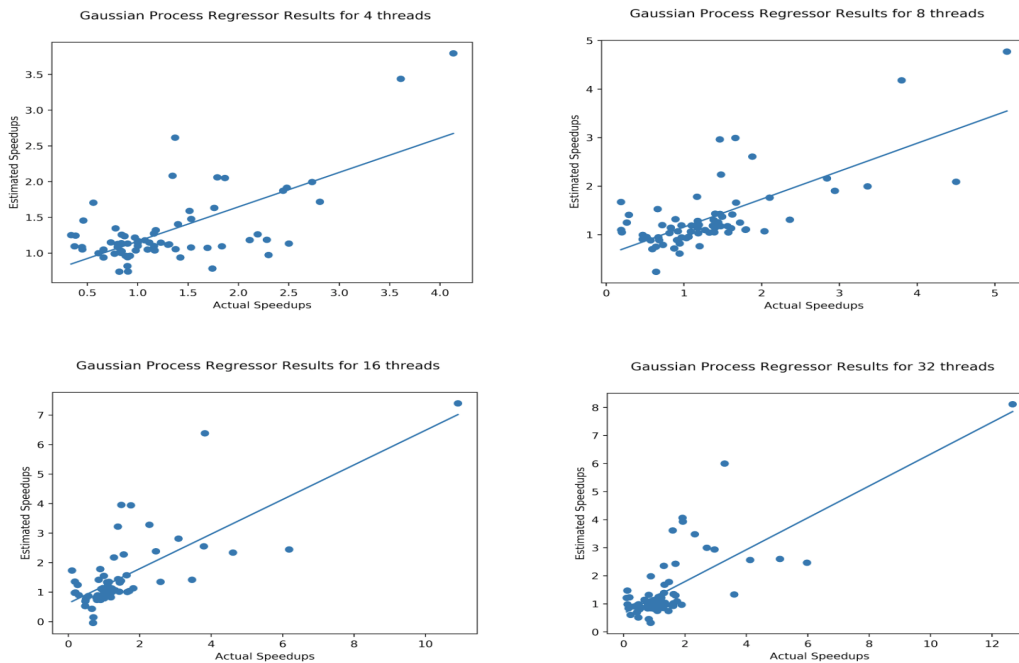 Gaussian Process Regressor Results for 4 threads
Estimated Speedups
3.5
3.0
2.5
2.0
1.5
1.0
0.5 1.0 1.5 2.0 2.5 3.0 3.5 4.0
Actual Speedups
Gaussian Process Regressor Results for 8 threads
Estimated Speedups
5
4
3
2
1
0 1 2 3 4 5
Actual Speedups
Gaussian Process Regressor Results for 16 threads
Estimated Speedups
7
6
5
4
3
2
1
0
0 2 4 6 8 10
Actual Speedups
Gaussian Process Regressor Results for 32 threads
Estimated Speedups
8
7
6
5
4
3
2
1
0
0 2 4 6 8 10 12
Actual Speedups